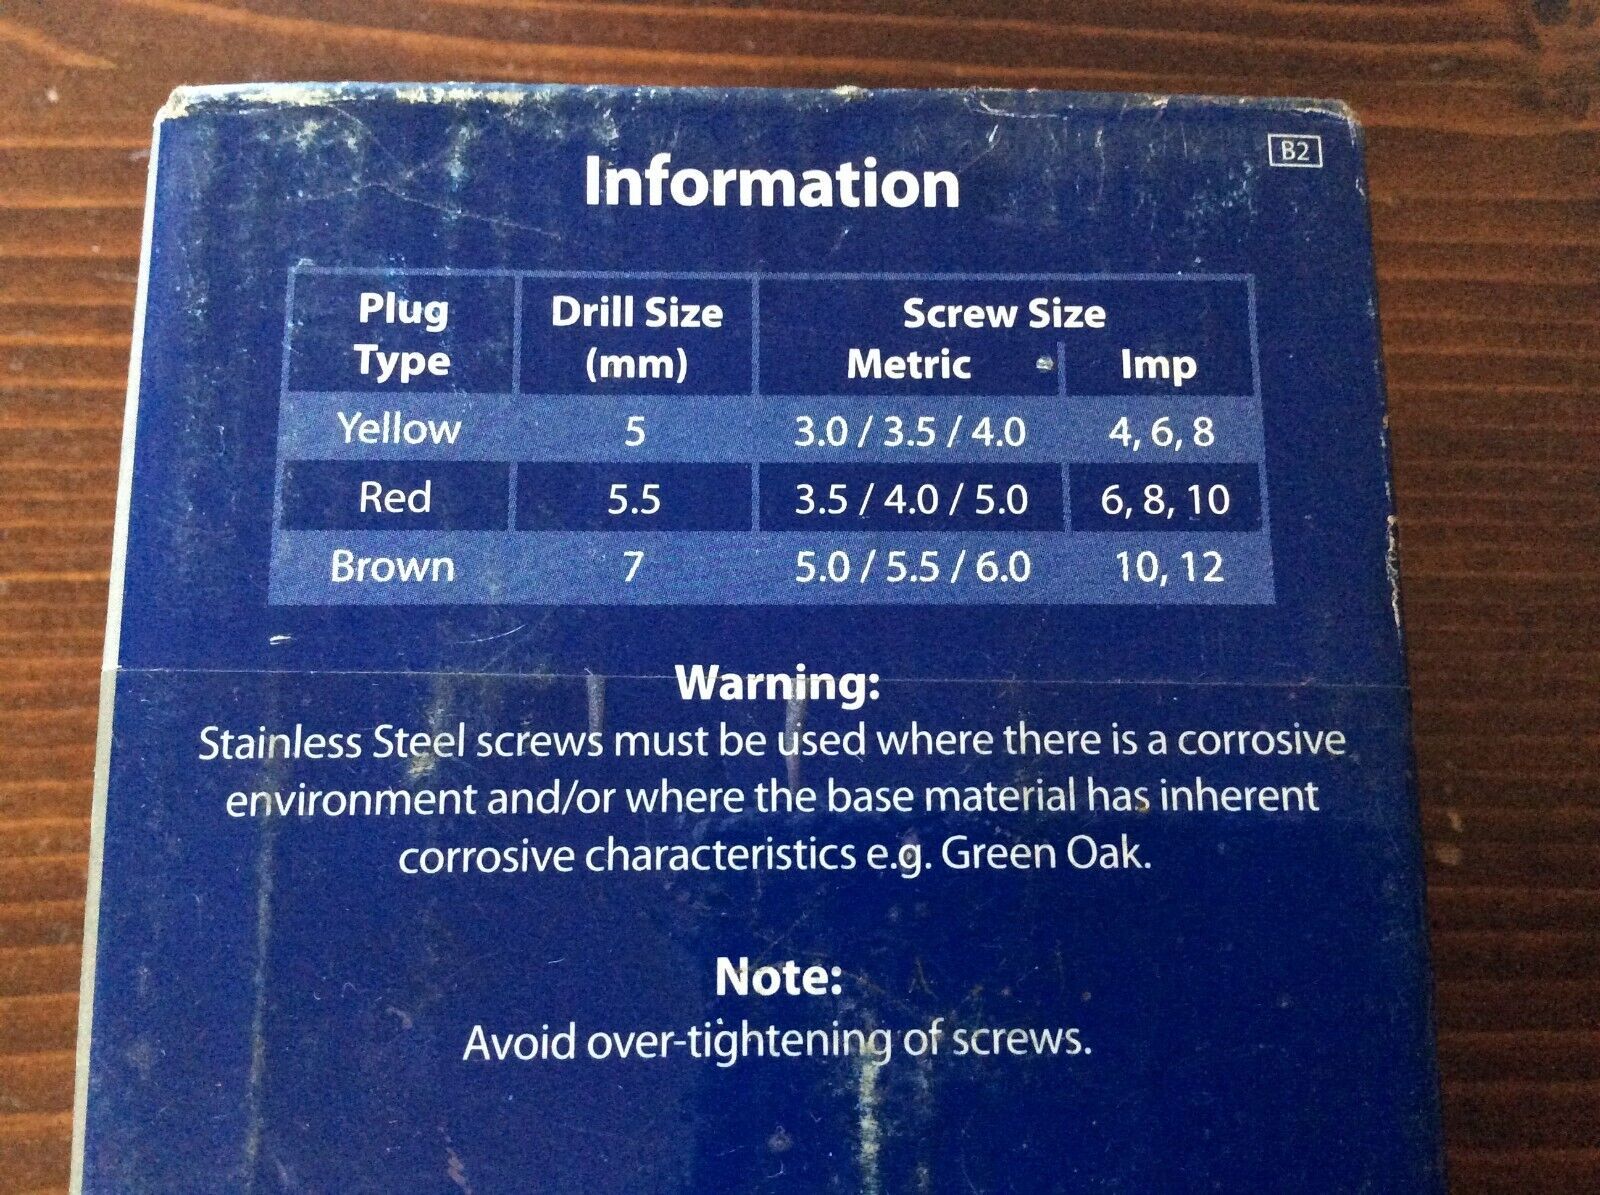 B2
Information
Plug Type Drill Size (mm) Screw Size Metric Imp
Yellow 5 3.0 / 3.5 / 4.0 4, 6, 8
Red 5.5 3.5 / 4.0 / 5.0 6, 8, 10
Brown 7 5.0 / 5.5 / 6.0 10, 12
Warning:
Stainless Steel screws must be used where there is a corrosive
environment and/or where the base material has inherent
corrosive characteristics e.g. Green Oak.
Note:
Avoid over-tightening of screws.